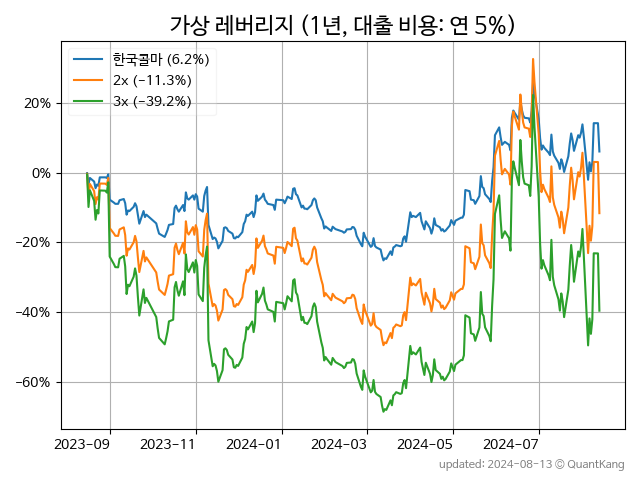 가상 레버리지 (1년, 대출 비용: 연 5%)
한국콜마 (6.2%)
2x (−11.3%)
3x (−39.2%)
20%
0%
−20%
−40%
−60%
2023−09 2023−11 2024−01 2024−03 2024−05 2024−07
updated: 2024-08-13 © QuantKang